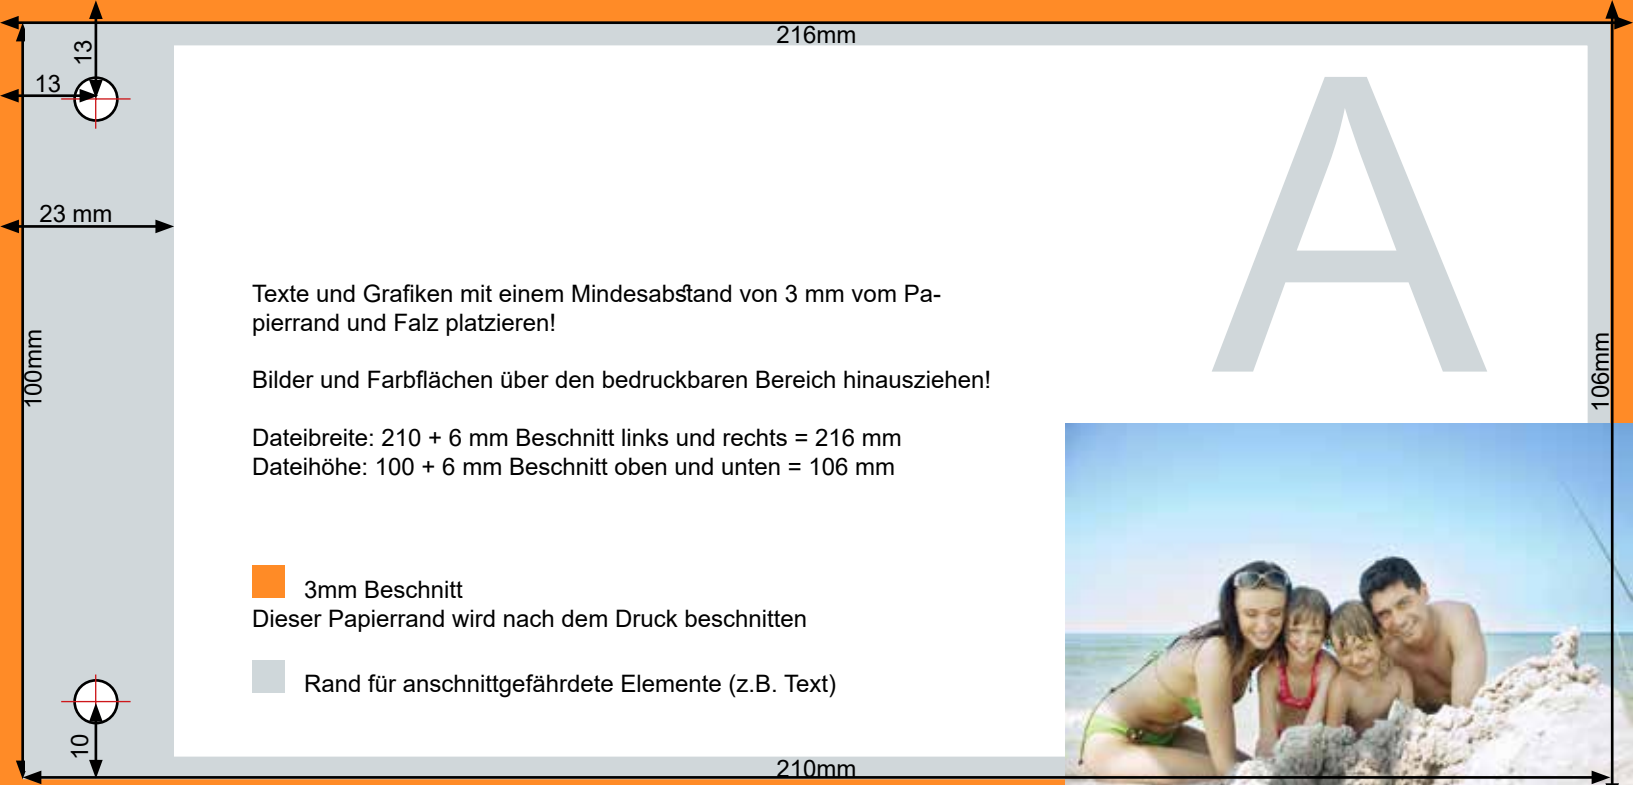 216mm
13
13
A
23 mm
Texte und Grafiken mit einem Mindesabstand von 3 mm vom Pa-
pierrand und Falz platzieren!
100mm
106mm
Bilder und Farbflächen über den bedruckbaren Bereich hinausziehen!
Dateibreite: 210 + 6 mm Beschnitt links und rechts = 216 mm
Dateihöhe: 100 + 6 mm Beschnitt oben und unten = 106 mm
3mm Beschnitt
Dieser Papierrand wird nach dem Druck beschnitten
Rand für anschnittgefährdete Elemente (z.B. Text)
10
210mm